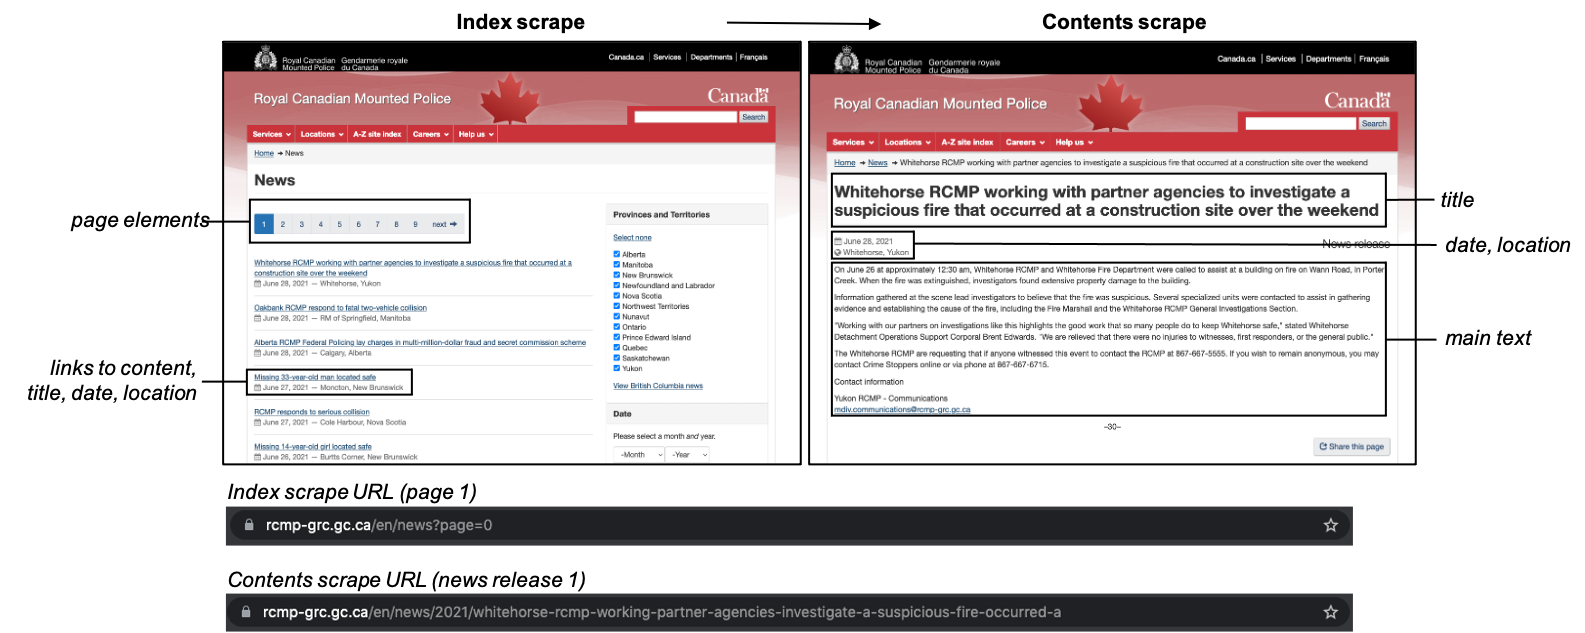 Index scrape
Contents scrape
Royal Canadian Gendarmerie royale
Mounted Police du Canada
Canada.ca | Services | Departments | Français
Royal Canadian Mounted Police
Canada
Search
Services Locations A-Z site index Careers Help us
Home → News
News
page elements
1 2 3 4 5 6 7 8 9 next →
Whitehorse RCMP working with partner agencies to investigate a suspicious fire that occurred at a
construction site over the weekend
June 28, 2021 — Whitehorse, Yukon
Oakbank RCMP respond to fatal two-vehicle collision
June 28, 2021 — RM of Springfield, Manitoba
Alberta RCMP Federal Policing lay charges in multi-million-dollar fraud and secret commission scheme
June 28, 2021 — Calgary, Alberta
links to content,
title, date, location
Missing 33-year-old man located safe
June 27, 2021 — Moncton, New Brunswick
RCMP responds to serious collision
June 27, 2021 — Cole Harbour, Nova Scotia
Missing 14-year-old girl located safe
June 26, 2021 — Burtts Corner, New Brunswick
Provinces and Territories
Select none
Alberta
Manitoba
New Brunswick
Newfoundland and Labrador
Nova Scotia
Northwest Territories
Nunavut
Ontario
Prince Edward Island
Quebec
Saskatchewan
Yukon
View British Columbia news
Date
Please select a month and year.
-Month -Year
Royal Canadian Gendarmerie royale
Mounted Police du Canada
Canada.ca | Services | Departments | Français
Royal Canadian Mounted Police
Canada
Search
Services Locations A-Z site index Careers Help us
Home → News → Whitehorse RCMP working with partner agencies to investigate a suspicious fire that occurred at a construction site over the weekend
Whitehorse RCMP working with partner agencies to investigate a
suspicious fire that occurred at a construction site over the weekend
title
June 28, 2021
Whitehorse, Yukon
News release
date, location
On June 26 at approximately 12:30 am, Whitehorse RCMP and Whitehorse Fire Department were called to assist at a building on fire on Wann Road, in Porter
Creek. When the fire was extinguished, investigators found extensive property damage to the building.
Information gathered at the scene lead investigators to believe that the fire was suspicious. Several specialized units were contacted to assist in gathering
evidence and establishing the cause of the fire, including the Fire Marshall and the Whitehorse RCMP General Investigations Section.
"Working with our partners on investigations like this highlights the good work that so many people do to keep Whitehorse safe," stated Whitehorse
Detachment Operations Support Corporal Brent Edwards. "We are relieved that there were no injuries to witnesses, first responders, or the general public."
main text
The Whitehorse RCMP are requesting that if anyone witnessed this event to contact the RCMP at 867-667-5555. If you wish to remain anonymous, you may
contact Crime Stoppers online or via phone at 867-667-6715.
Contact information
Yukon RCMP - Communications
mdiv.communications@rcmp-grc.gc.ca
–30–
Share this page
Index scrape URL (page 1)
rcmp-grc.gc.ca/en/news?page=0
Contents scrape URL (news release 1)
rcmp-grc.gc.ca/en/news/2021/whitehorse-rcmp-working-partner-agencies-investigate-a-suspicious-fire-occurred-a